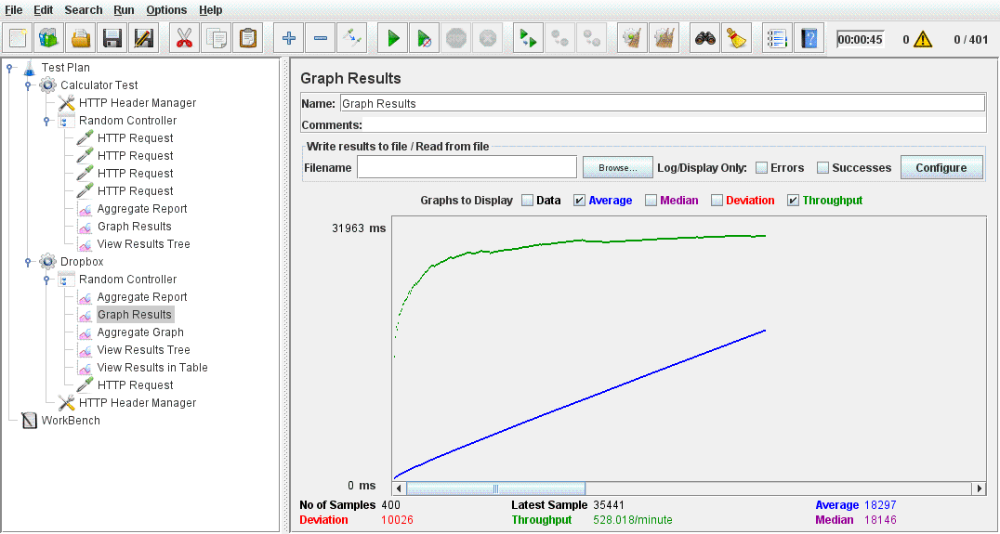 File Edit Search Run Options Help
00:00:45 0 0 / 401
Test Plan
Calculator Test
HTTP Header Manager
Random Controller
HTTP Request
HTTP Request
HTTP Request
HTTP Request
Aggregate Report
Graph Results
View Results Tree
Dropbox
Random Controller
Aggregate Report
Graph Results
Aggregate Graph
View Results Tree
View Results in Table
HTTP Request
HTTP Header Manager
WorkBench
Graph Results
Name: Graph Results
Comments:
Write results to file / Read from file
Filename Browse... Log/Display Only: Errors Successes Configure
Graphs to Display Data Average Median Deviation Throughput
31963 ms
0 ms
No of Samples 400 Latest Sample 35441 Average 18297
Deviation 10026 Throughput 528.018/minute Median 18146